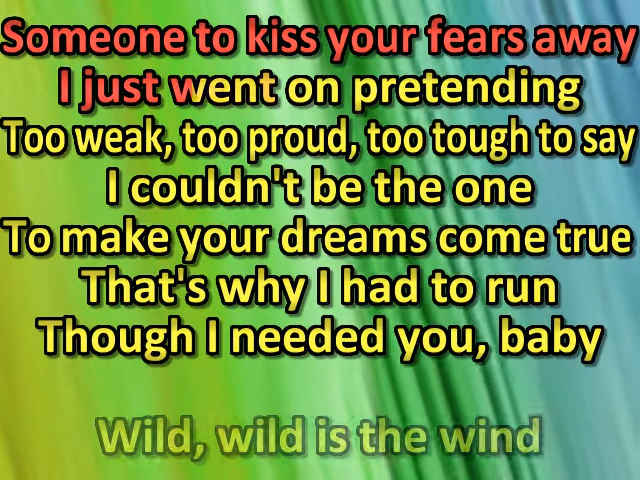 Someone to kiss your fears away
I just went on pretending
Too weak, too proud, too tough to say
I couldn't be the one
To make your dreams come true
That's why I had to run
Though I needed you, baby
Wild, wild is the wind